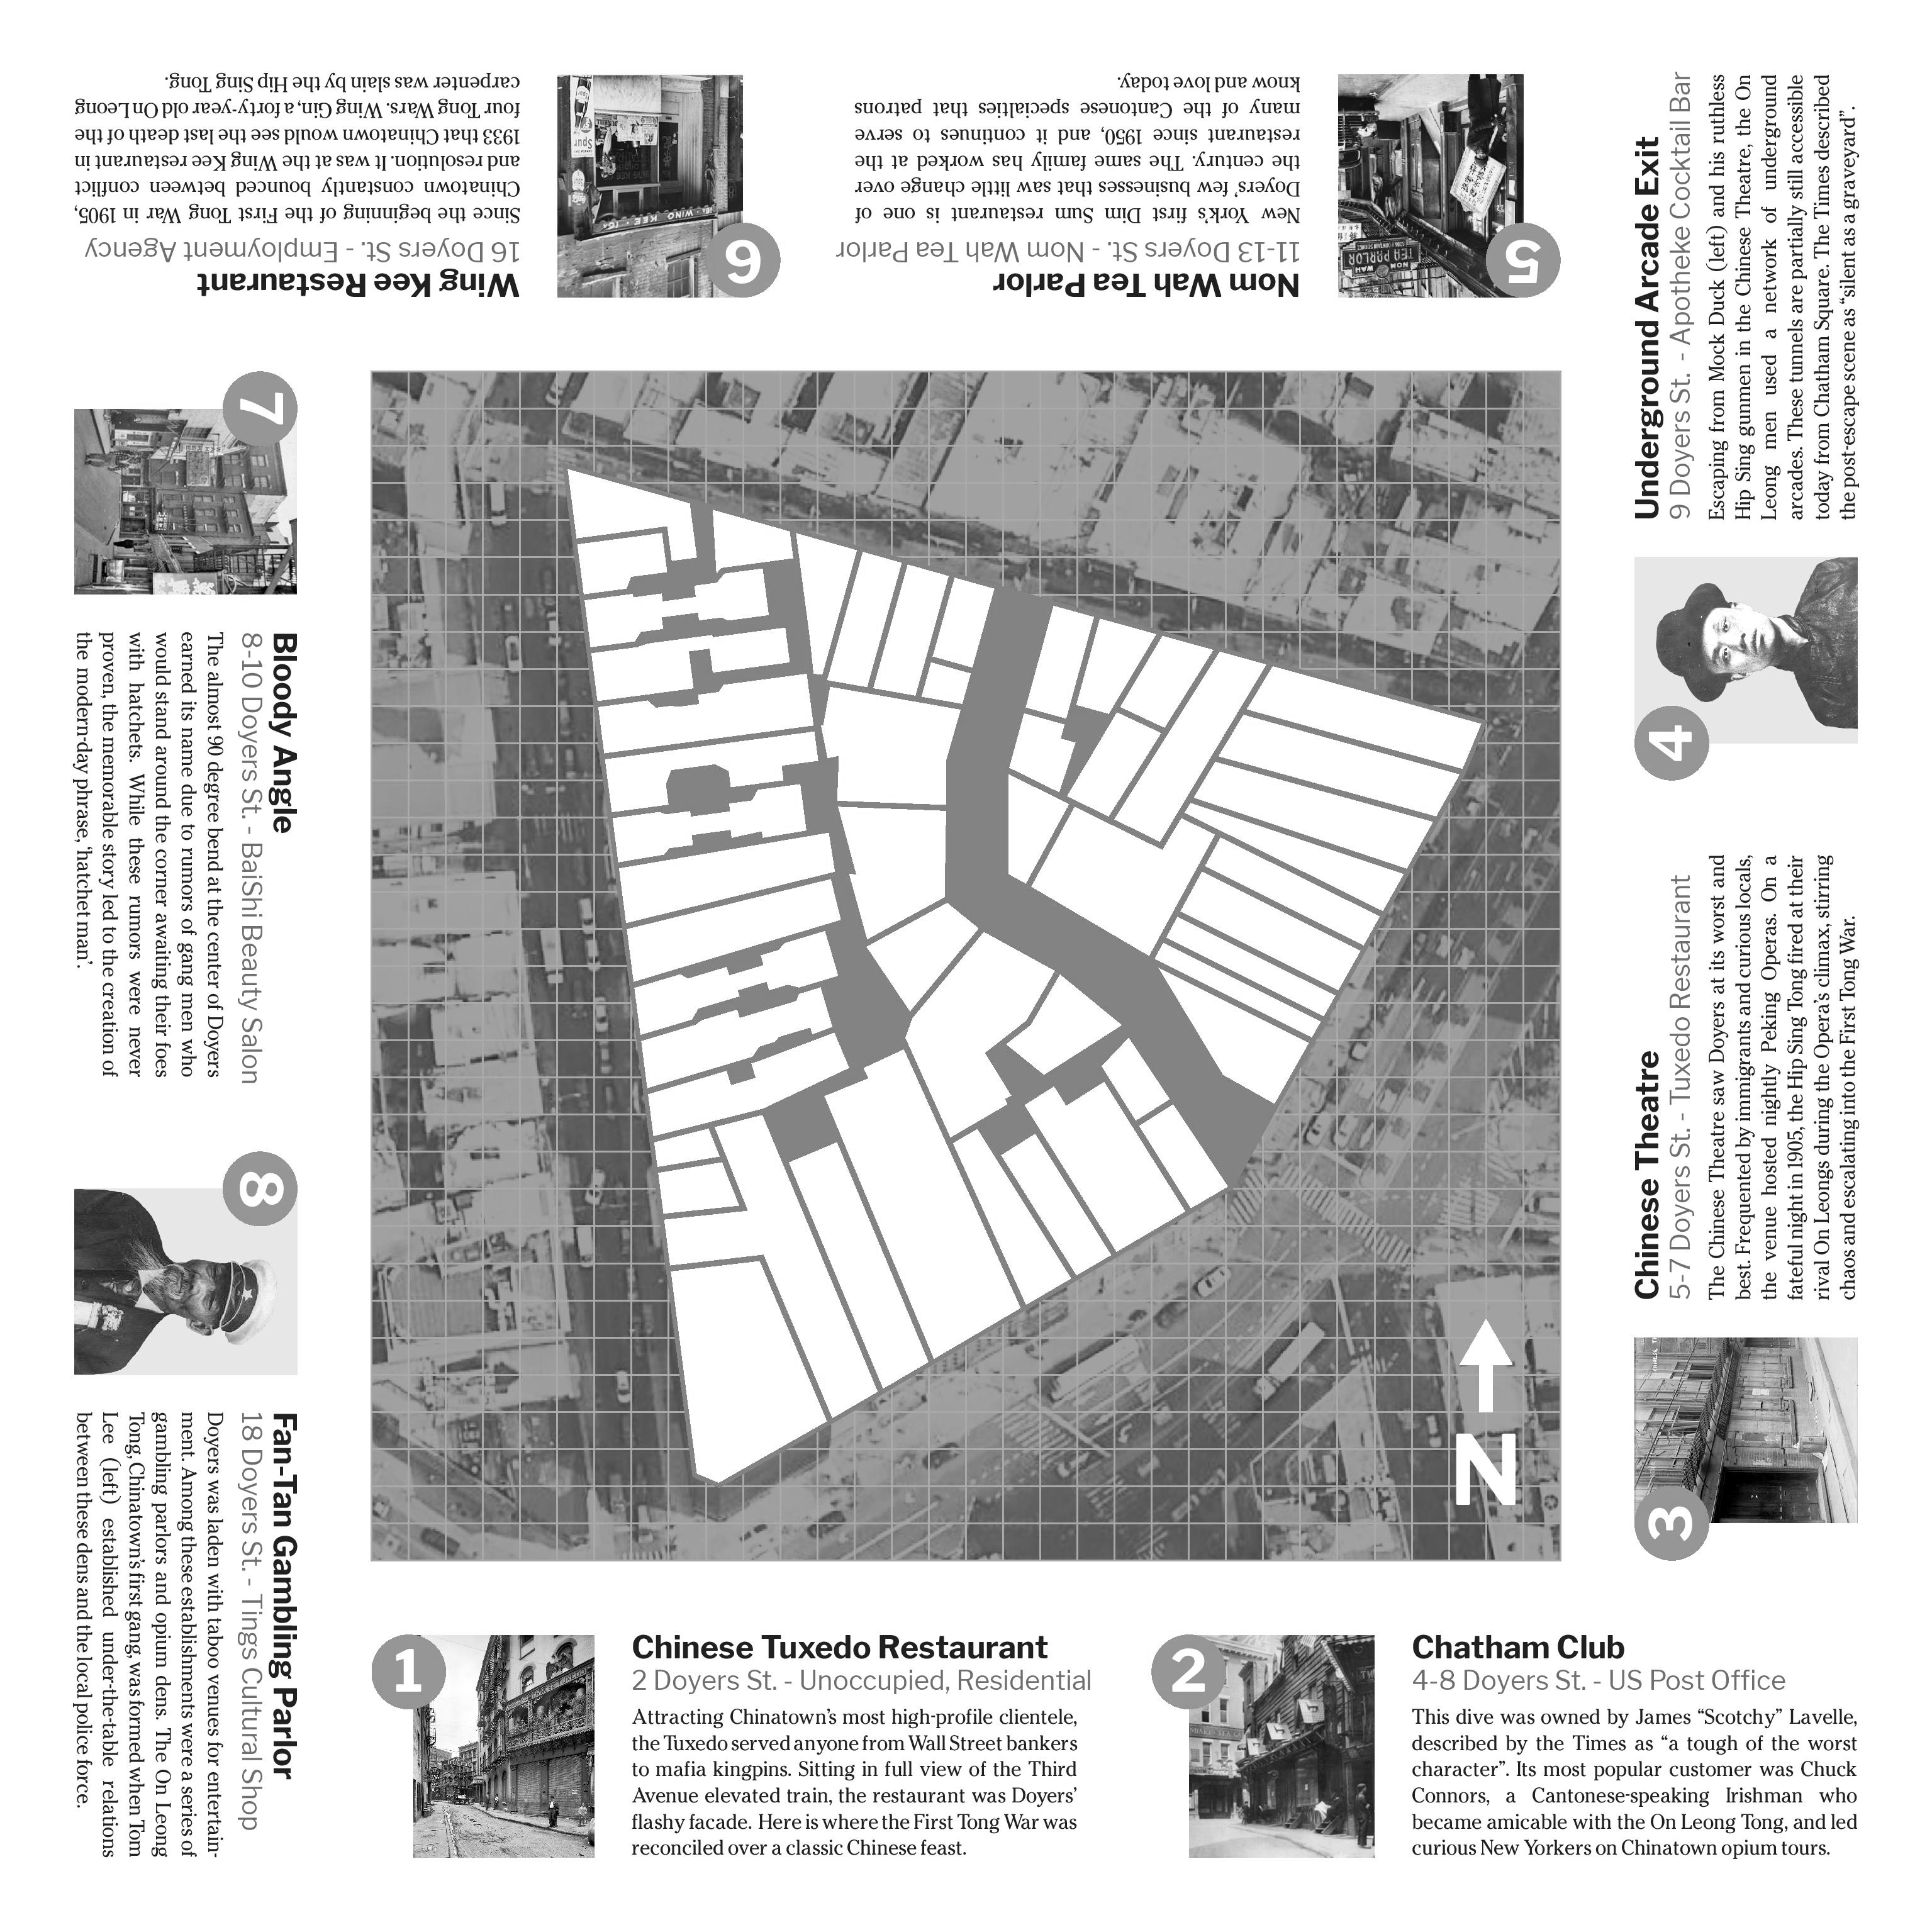 1
Chinese Tuxedo Restaurant
2 Doyers St. - Unoccupied, Residential
Attracting Chinatown’s most high-profile clientele,
the Tuxedo served anyone from Wall Street bankers
to mafia kingpins. Sitting in full view of the Third
Avenue elevated train, the restaurant was Doyers’
flashy facade. Here is where the First Tong War was
reconciled over a classic Chinese feast.
2
Chatham Club
4-8 Doyers St. - US Post Office
This dive was owned by James “Scotchy” Lavelle,
described by the Times as “a tough of the worst
character”. Its most popular customer was Chuck
Connors, a Cantonese-speaking Irishman who
became amicable with the On Leong Tong, and led
curious New Yorkers on Chinatown opium tours.
3
Chinese Theatre
5-7 Doyers St. - Tuxedo Restaurant
The Chinese Theatre saw Doyers at its worst and
best. Frequented by immigrants and curious locals,
the venue hosted nightly Peking Operas. On a
fateful night in 1905, the Hip Sing Tong fired at their
rival On Leongs during the Opera’s climax, stirring
chaos and escalating into the First Tong War.
4
Underground Arcade Exit
9 Doyers St. - Apotheke Cocktail Bar
Escaping from Mock Duck (left) and his ruthless
Hip Sing gunmen in the Chinese Theatre, the On
Leong men used a network of underground
arcades. These tunnels are partially still accessible
today from Chatham Square. The Times described
the post-escape scene as “silent as a graveyard”.
5
NOM WAH
TEA PARLOR
Nom Wah Tea Parlor
11-13 Doyers St. - Nom Wah Tea Parlor
New York’s first Dim Sum restaurant is one of
Doyers’ few businesses that saw little change over
the century. The same family has worked at the
restaurant since 1950, and it continues to serve
many of the Cantonese specialties that patrons
know and love today.
6
WING KEE
Spur
Wing Kee Restaurant
16 Doyers St. - Employment Agency
Since the beginning of the First Tong War in 1905,
Chinatown constantly bounced between conflict
and resolution. It was at the Wing Kee restaurant in
1933 that Chinatown would see the last death of the
four Tong Wars. Wing Gin, a forty-year old On Leong
carpenter was slain by the Hip Sing Tong.
7
Bloody Angle
8-10 Doyers St. - BaiShi Beauty Salon
The almost 90 degree bend at the center of Doyers
earned its name due to rumors of gang men who
would stand around the corner awaiting their foes
with hatchets. While these rumors were never
proven, the memorable story led to the creation of
the modern-day phrase, ‘hatchet man’.
8
Fan-Tan Gambling Parlor
18 Doyers St. - Tings Cultural Shop
Doyers was laden with taboo venues for entertain-
ment. Among these establishments were a series of
gambling parlors and opium dens. The On Leong
Tong, Chinatown’s first gang, was formed when Tom
Lee (left) established under-the-table relations
between these dens and the local police force.
N